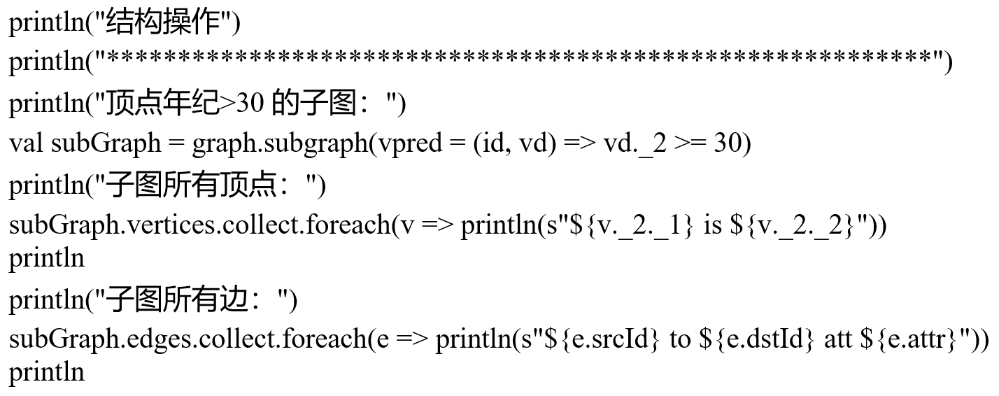 println("结构操作")
println("**********************************************************")
println("顶点年纪>30 的子图：")
val subGraph = graph.subgraph(vpred = (id, vd) => vd._2 >= 30)
println("子图所有顶点：")
subGraph.vertices.collect.foreach(v => println(s"${v._2._1} is ${v._2._2}"))
println
println("子图所有边：")
subGraph.edges.collect.foreach(e => println(s"${e.srcId} to ${e.dstId} att ${e.attr}"))
println